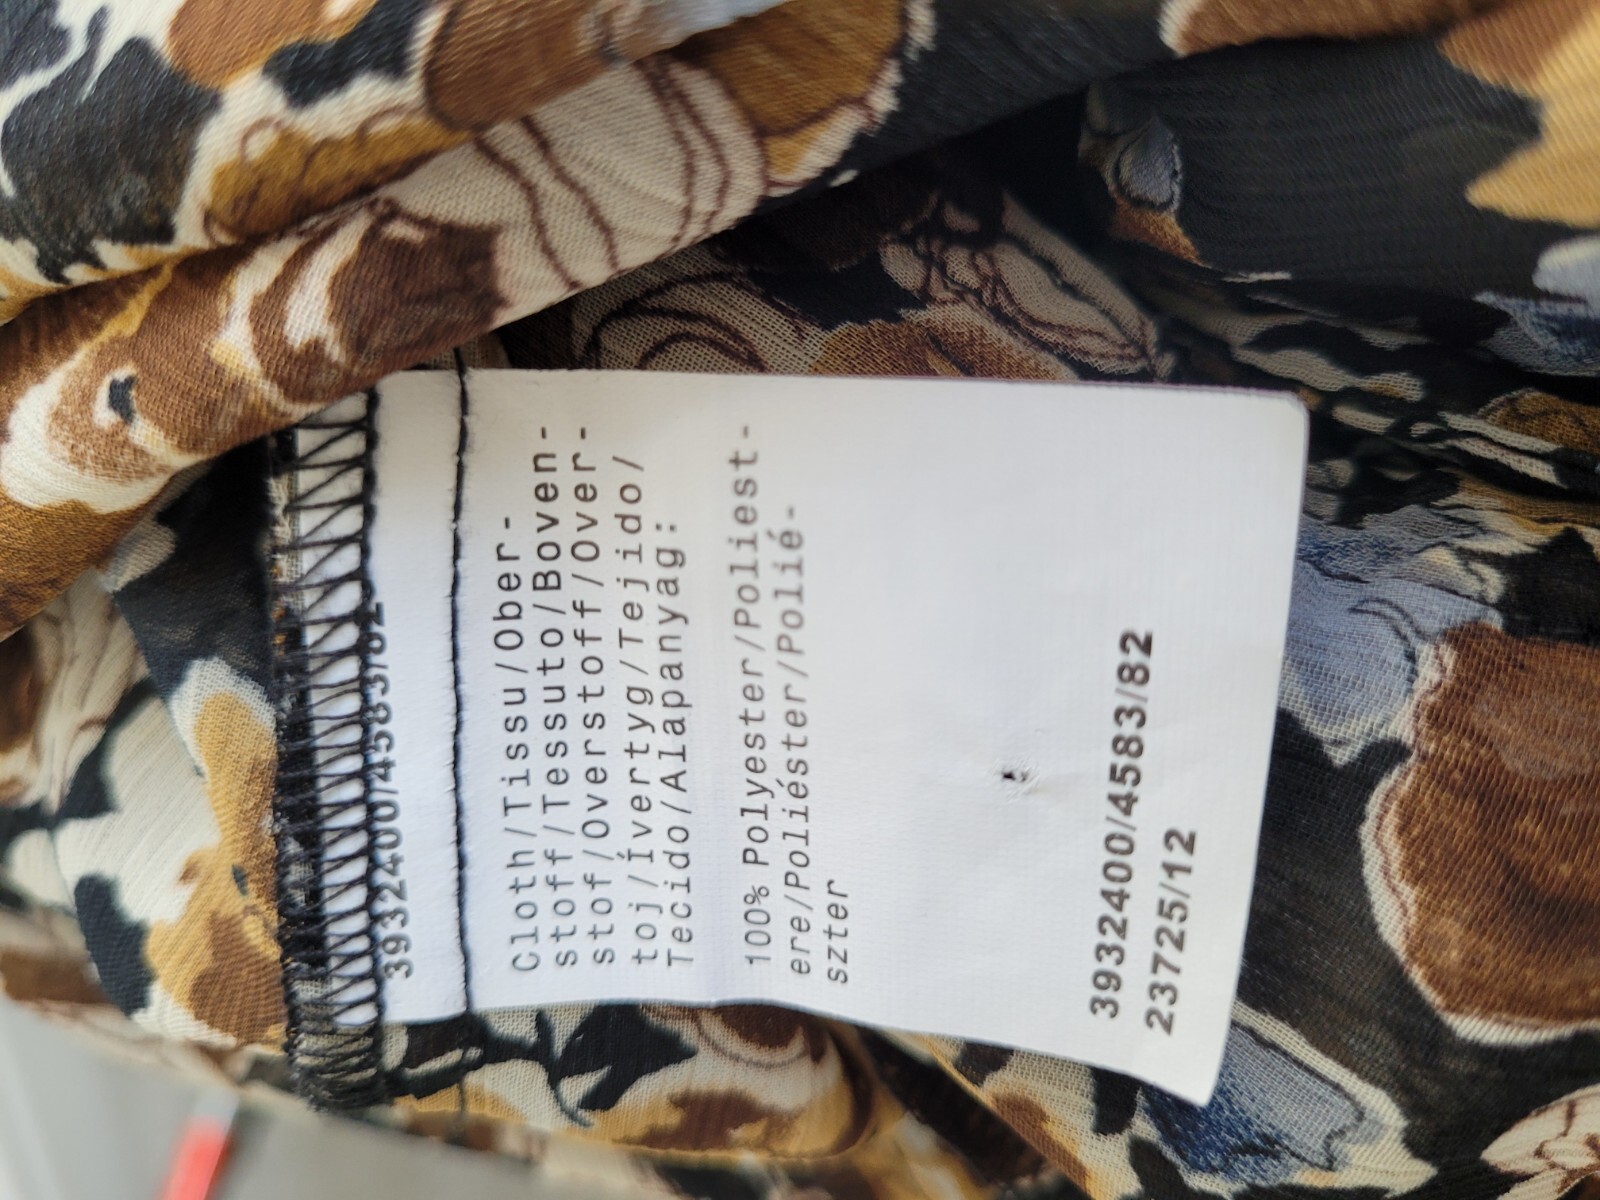 3932400/4583/82
Cloth/Tissu/Ober-
stoff/Tessuto/Boven-
stof/Overstoff/Över-
toj/Ívertyg/Tejido/
Tecido/Alapanyag:
100% Polyester/Poliest-
ere/Poliéster/Polié-
szter
3932400/4583/82
23725/12